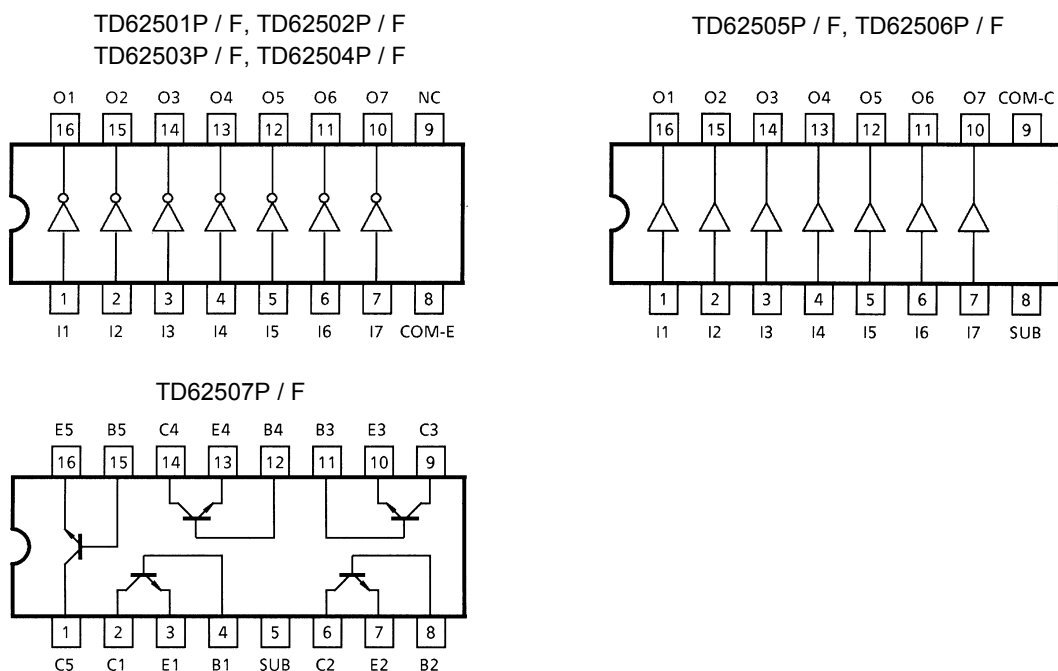 TD62501P / F, TD62502P / F
TD62503P / F, TD62504P / F
O1 O2 O3 O4 O5 O6 O7 NC
16 15 14 13 12 11 10 9
1 2 3 4 5 6 7 8
I1 I2 I3 I4 I5 I6 I7 COM-E
TD62505P / F, TD62506P / F
O1 O2 O3 O4 O5 O6 O7 COM-C
16 15 14 13 12 11 10 9
1 2 3 4 5 6 7 8
I1 I2 I3 I4 I5 I6 I7 SUB
TD62507P / F
E5 B5 C4 E4 B4 B3 E3 C3
16 15 14 13 12 11 10 9
1 2 3 4 5 6 7 8
C5 C1 E1 B1 SUB C2 E2 B2